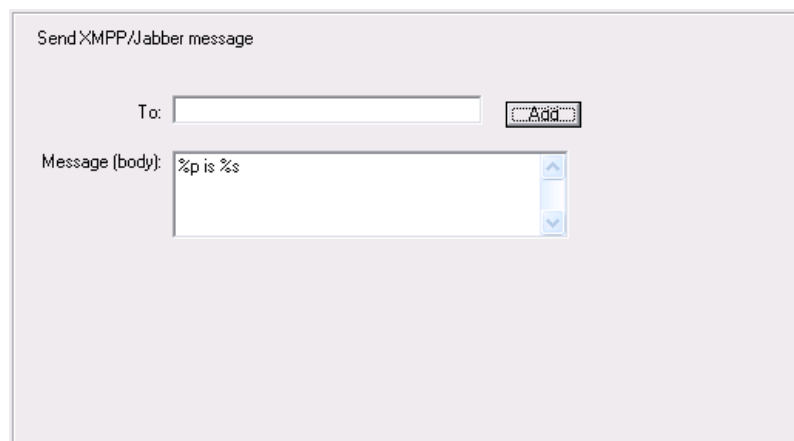 Send XMPP/Jabber message
To:
Add
Message (body):
%p is %s